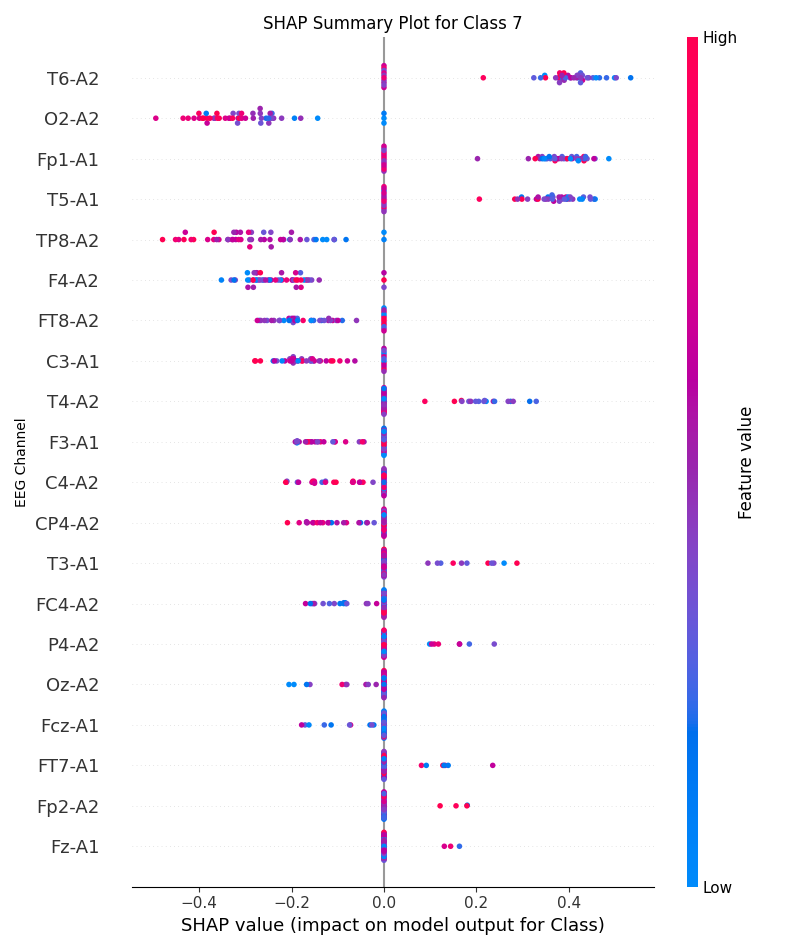 SHAP Summary Plot for Class 7
High
T6-A2
O2-A2
Fp1-A1
T5-A1
TP8-A2
F4-A2
FT8-A2
C3-A1
T4-A2
F3-A1
C4-A2
CP4-A2
T3-A1
FC4-A2
P4-A2
Oz-A2
Fcz-A1
FT7-A1
Fp2-A2
Fz-A1
EEG Channel
Feature value
Low
−0.4 −0.2 0.0 0.2 0.4
SHAP value (impact on model output for Class)